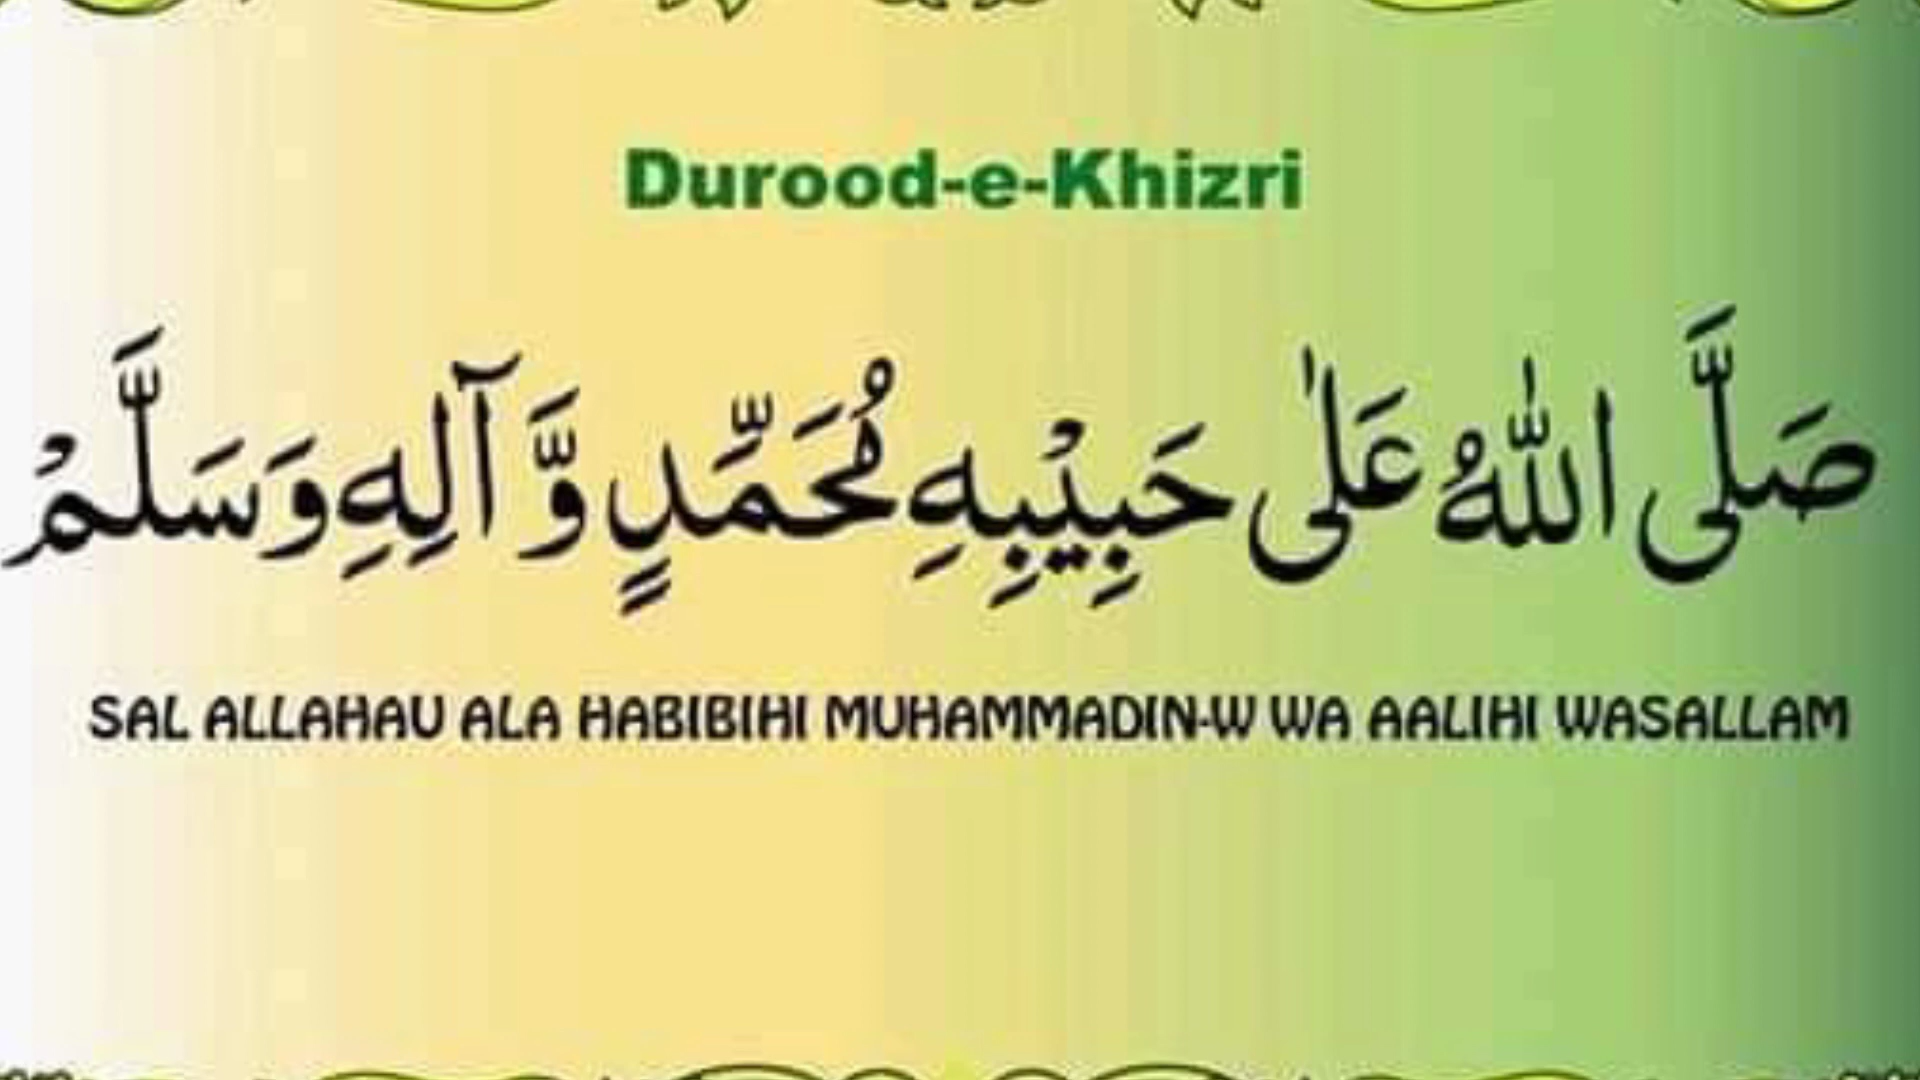 Durood-e-Khizri
صَلَّى اللّٰهُ عَلٰى حَبِيْبِهِ مُحَمَّدٍ وَّ آلِهِ وَسَلَّمْ
SAL ALLAHAU ALA HABIBIHI MUHAMMADIN-W WA AALIHI WASALLAM